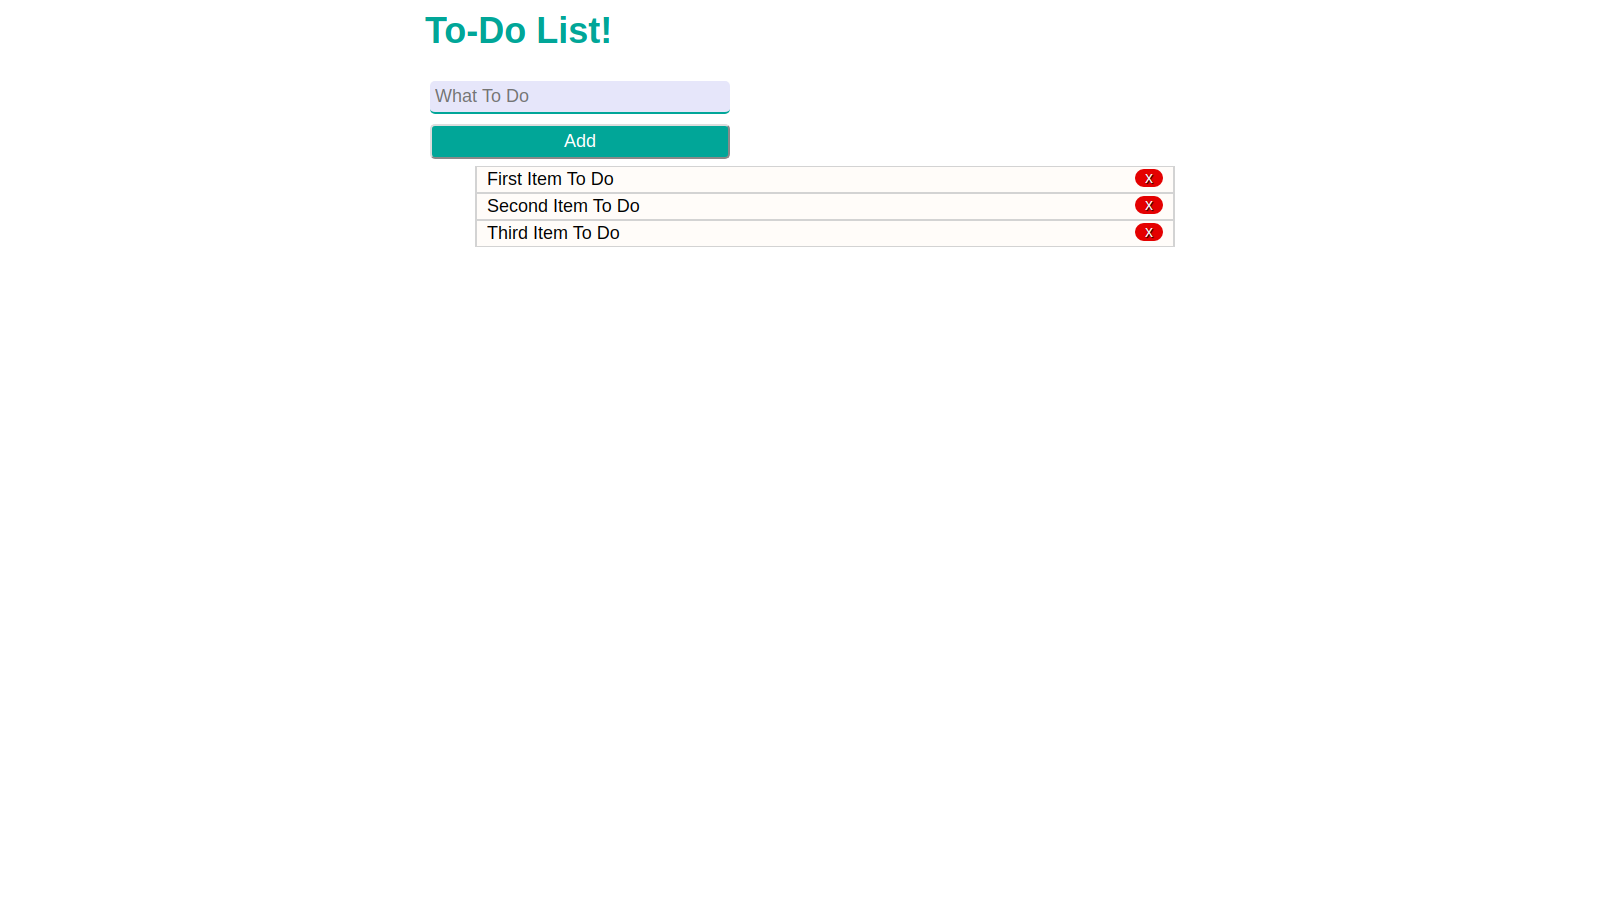 To-Do List!
What To Do
Add
First Item To Do X
Second Item To Do X
Third Item To Do X